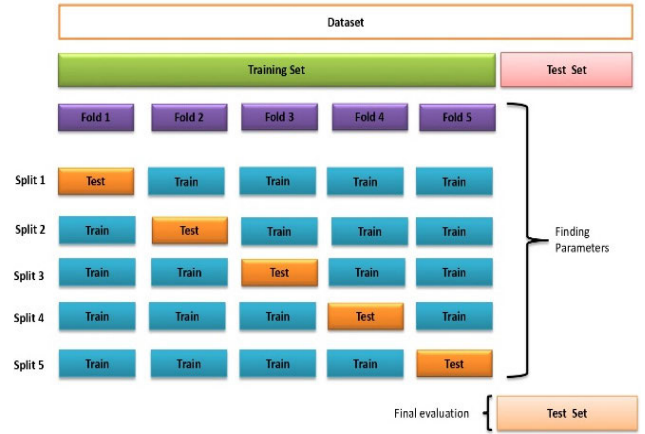 Dataset
Training Set Test Set
Fold 1 Fold 2 Fold 3 Fold 4 Fold 5
Split 1 Test Train Train Train Train
Split 2 Train Test Train Train Train
Finding
Parameters
Split 3 Train Train Test Train Train
Split 4 Train Train Train Test Train
Split 5 Train Train Train Train Test
Final evaluation Test Set